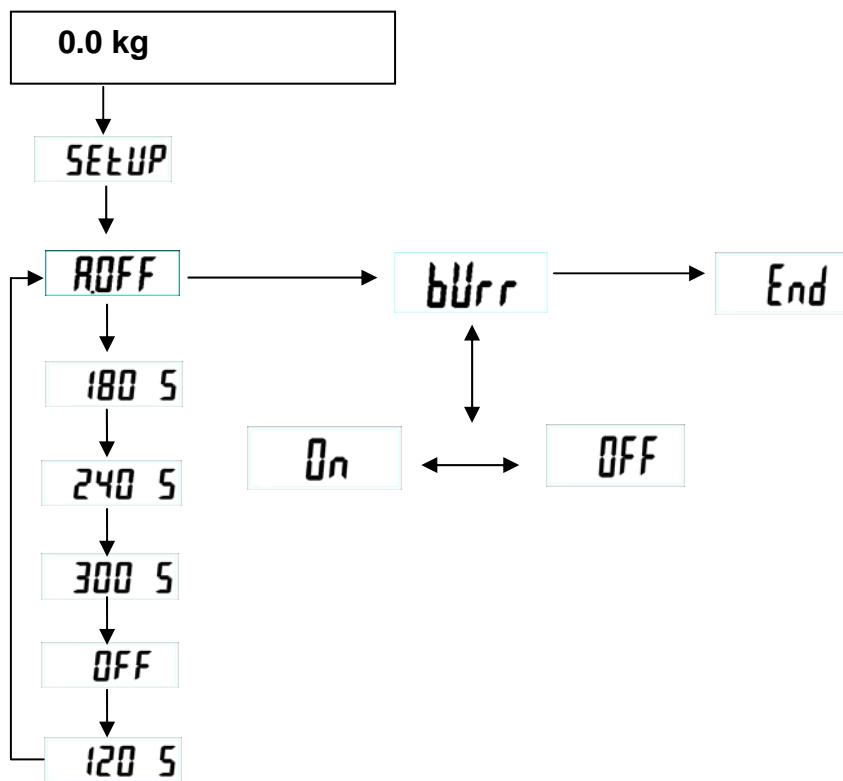 0.0 kg
SEtUP
A.OFF
bUrr
End
180 S
240 S
On
OFF
300 S
OFF
120 S